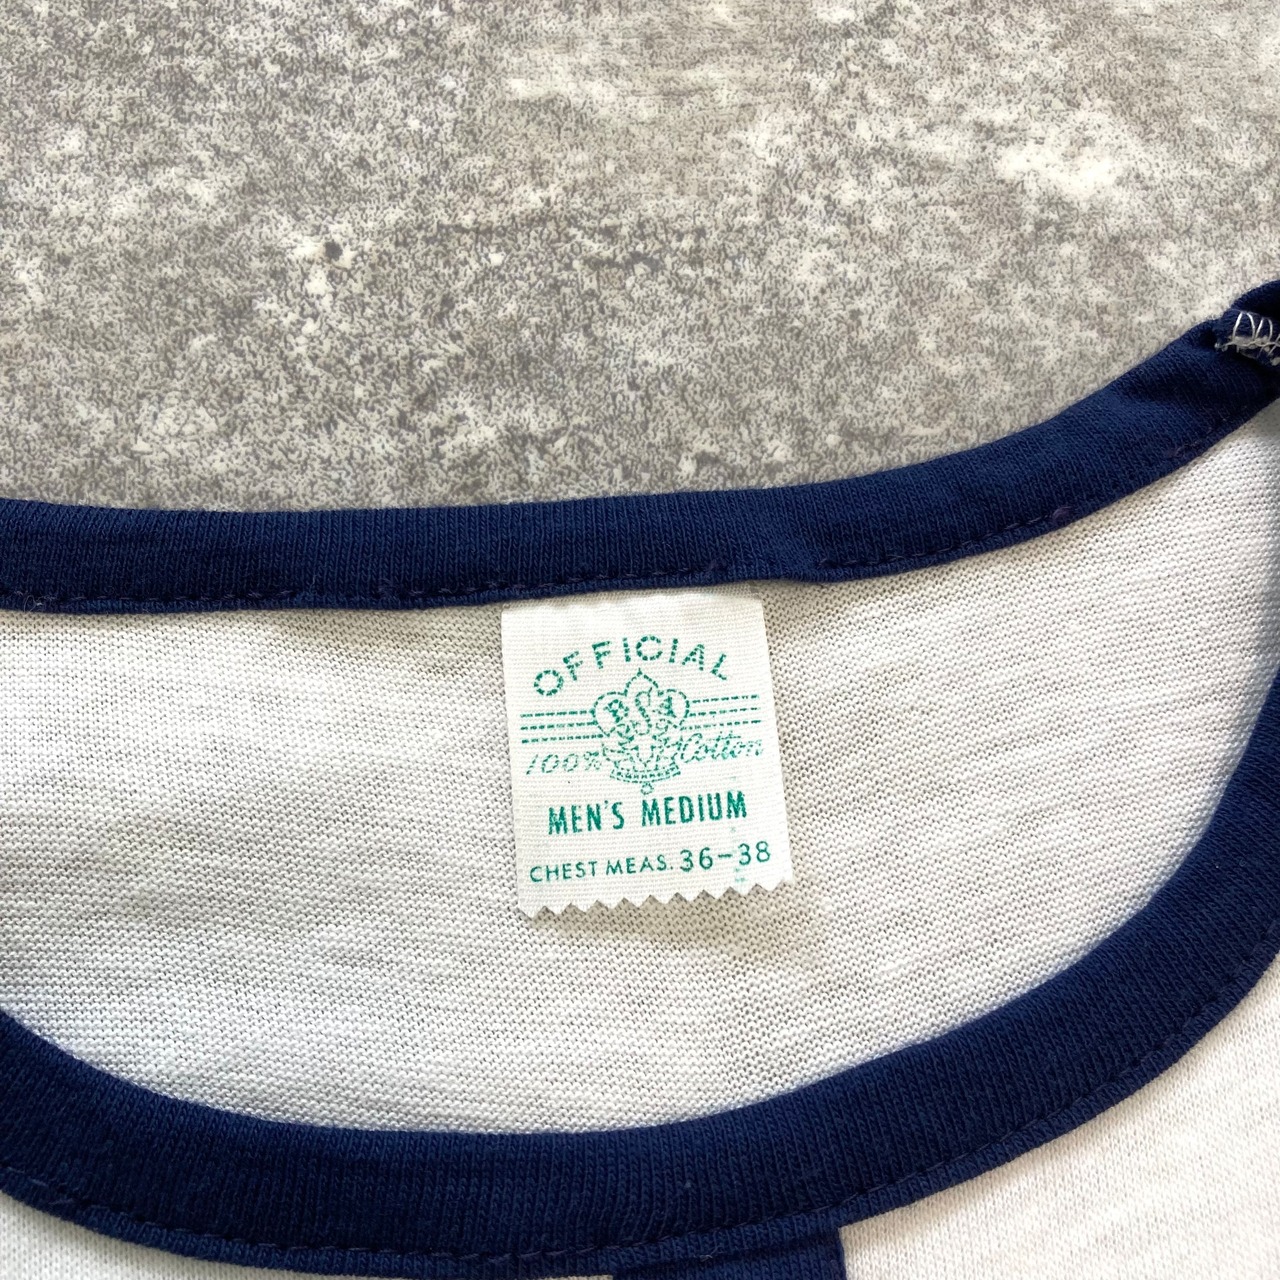 OFFICIAL
BSA
100% Cotton
MEN'S MEDIUM
CHEST MEAS. 36-38